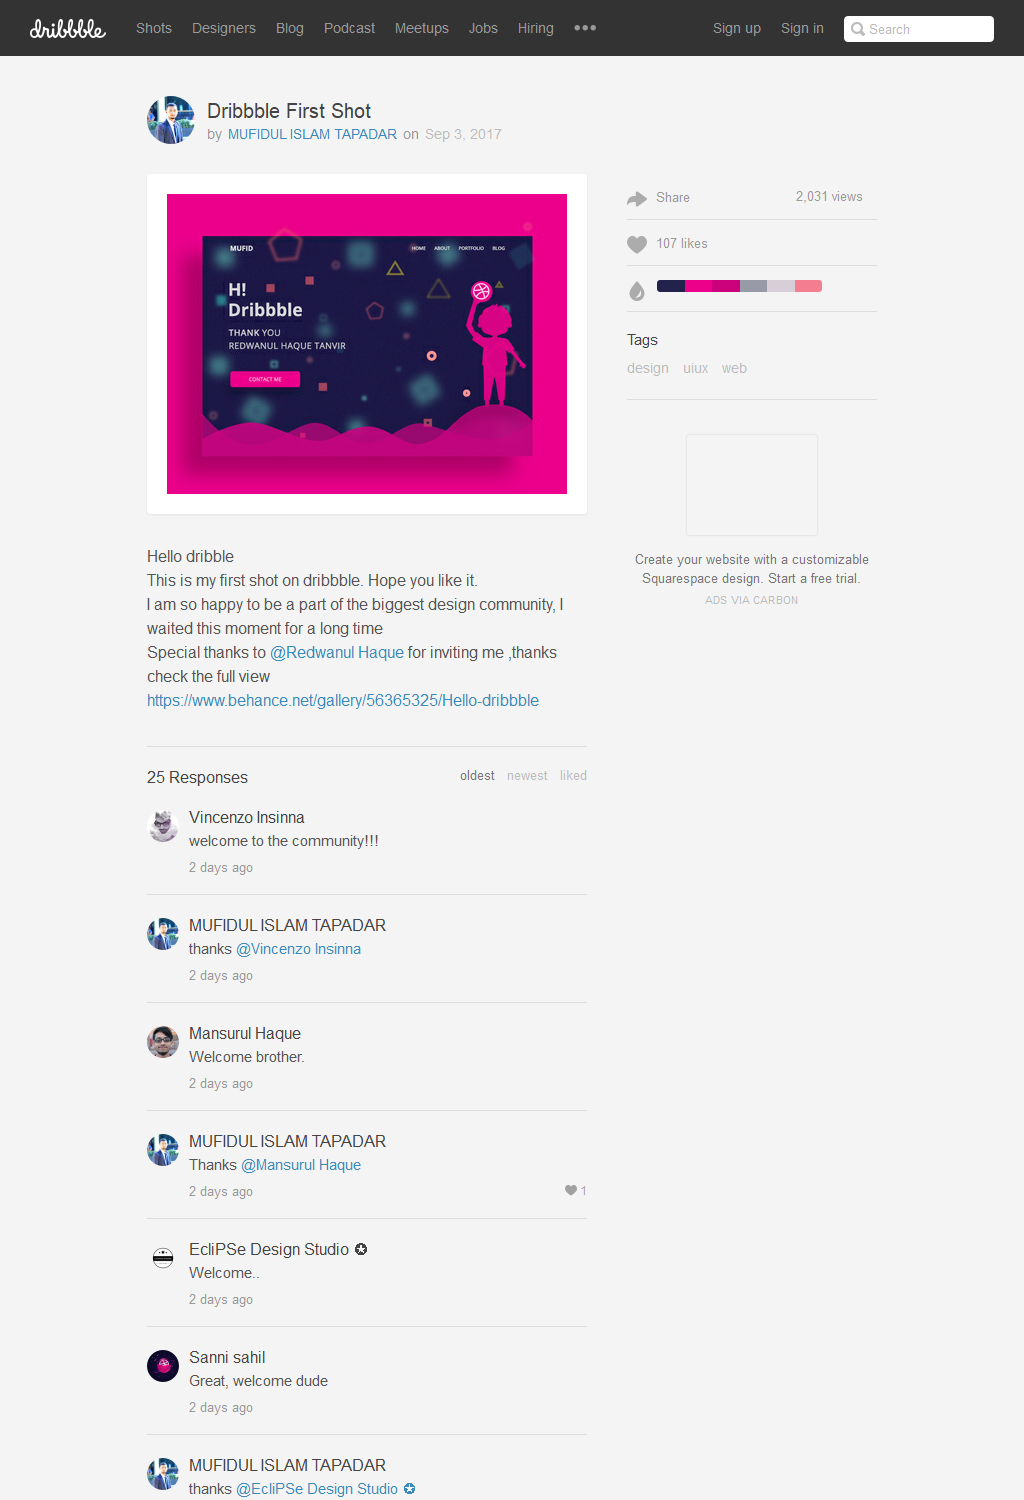 dribbble Shots Designers Blog Podcast Meetups Jobs Hiring ••• Sign up Sign in Search
Dribbble First Shot
by MUFIDUL ISLAM TAPADAR on Sep 3, 2017
MUFID HOME ABOUT PORTFOLIO BLOG
H!
Dribbble
THANK YOU
REDWANUL HAQUE TANVIR
CONTACT ME
Share 2,031 views
107 likes
Tags
design uiux web
Create your website with a customizable
Squarespace design. Start a free trial.
ADS VIA CARBON
Hello dribble
This is my first shot on dribbble. Hope you like it.
I am so happy to be a part of the biggest design community, I
waited this moment for a long time
Special thanks to @Redwanul Haque for inviting me ,thanks
check the full view
https://www.behance.net/gallery/56365325/Hello-dribbble
25 Responses oldest newest liked
Vincenzo Insinna
welcome to the community!!!
2 days ago
MUFIDUL ISLAM TAPADAR
thanks @Vincenzo Insinna
2 days ago
Mansurul Haque
Welcome brother.
2 days ago
MUFIDUL ISLAM TAPADAR
Thanks @Mansurul Haque
2 days ago 1
EcliPSe Design Studio
Welcome..
2 days ago
Sanni sahil
Great, welcome dude
2 days ago
MUFIDUL ISLAM TAPADAR
thanks @EcliPSe Design Studio